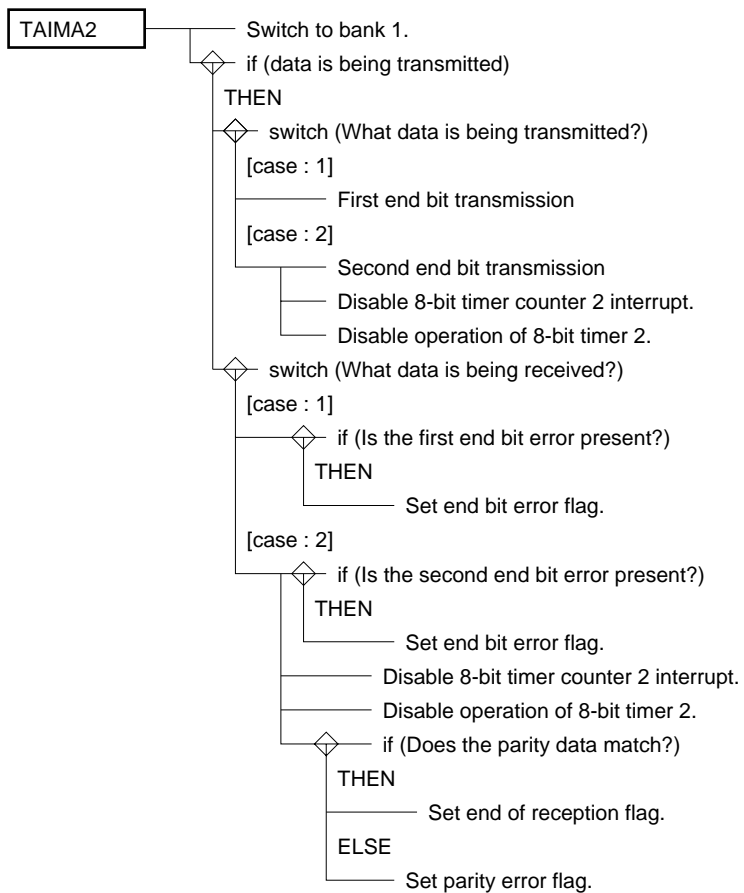 TAIMA2
Switch to bank 1.
if (data is being transmitted)
THEN
switch (What data is being transmitted?)
[case : 1]
First end bit transmission
[case : 2]
Second end bit transmission
Disable 8-bit timer counter 2 interrupt.
Disable operation of 8-bit timer 2.
switch (What data is being received?)
[case : 1]
if (Is the first end bit error present?)
THEN
Set end bit error flag.
[case : 2]
if (Is the second end bit error present?)
THEN
Set end bit error flag.
Disable 8-bit timer counter 2 interrupt.
Disable operation of 8-bit timer 2.
if (Does the parity data match?)
THEN
Set end of reception flag.
ELSE
Set parity error flag.